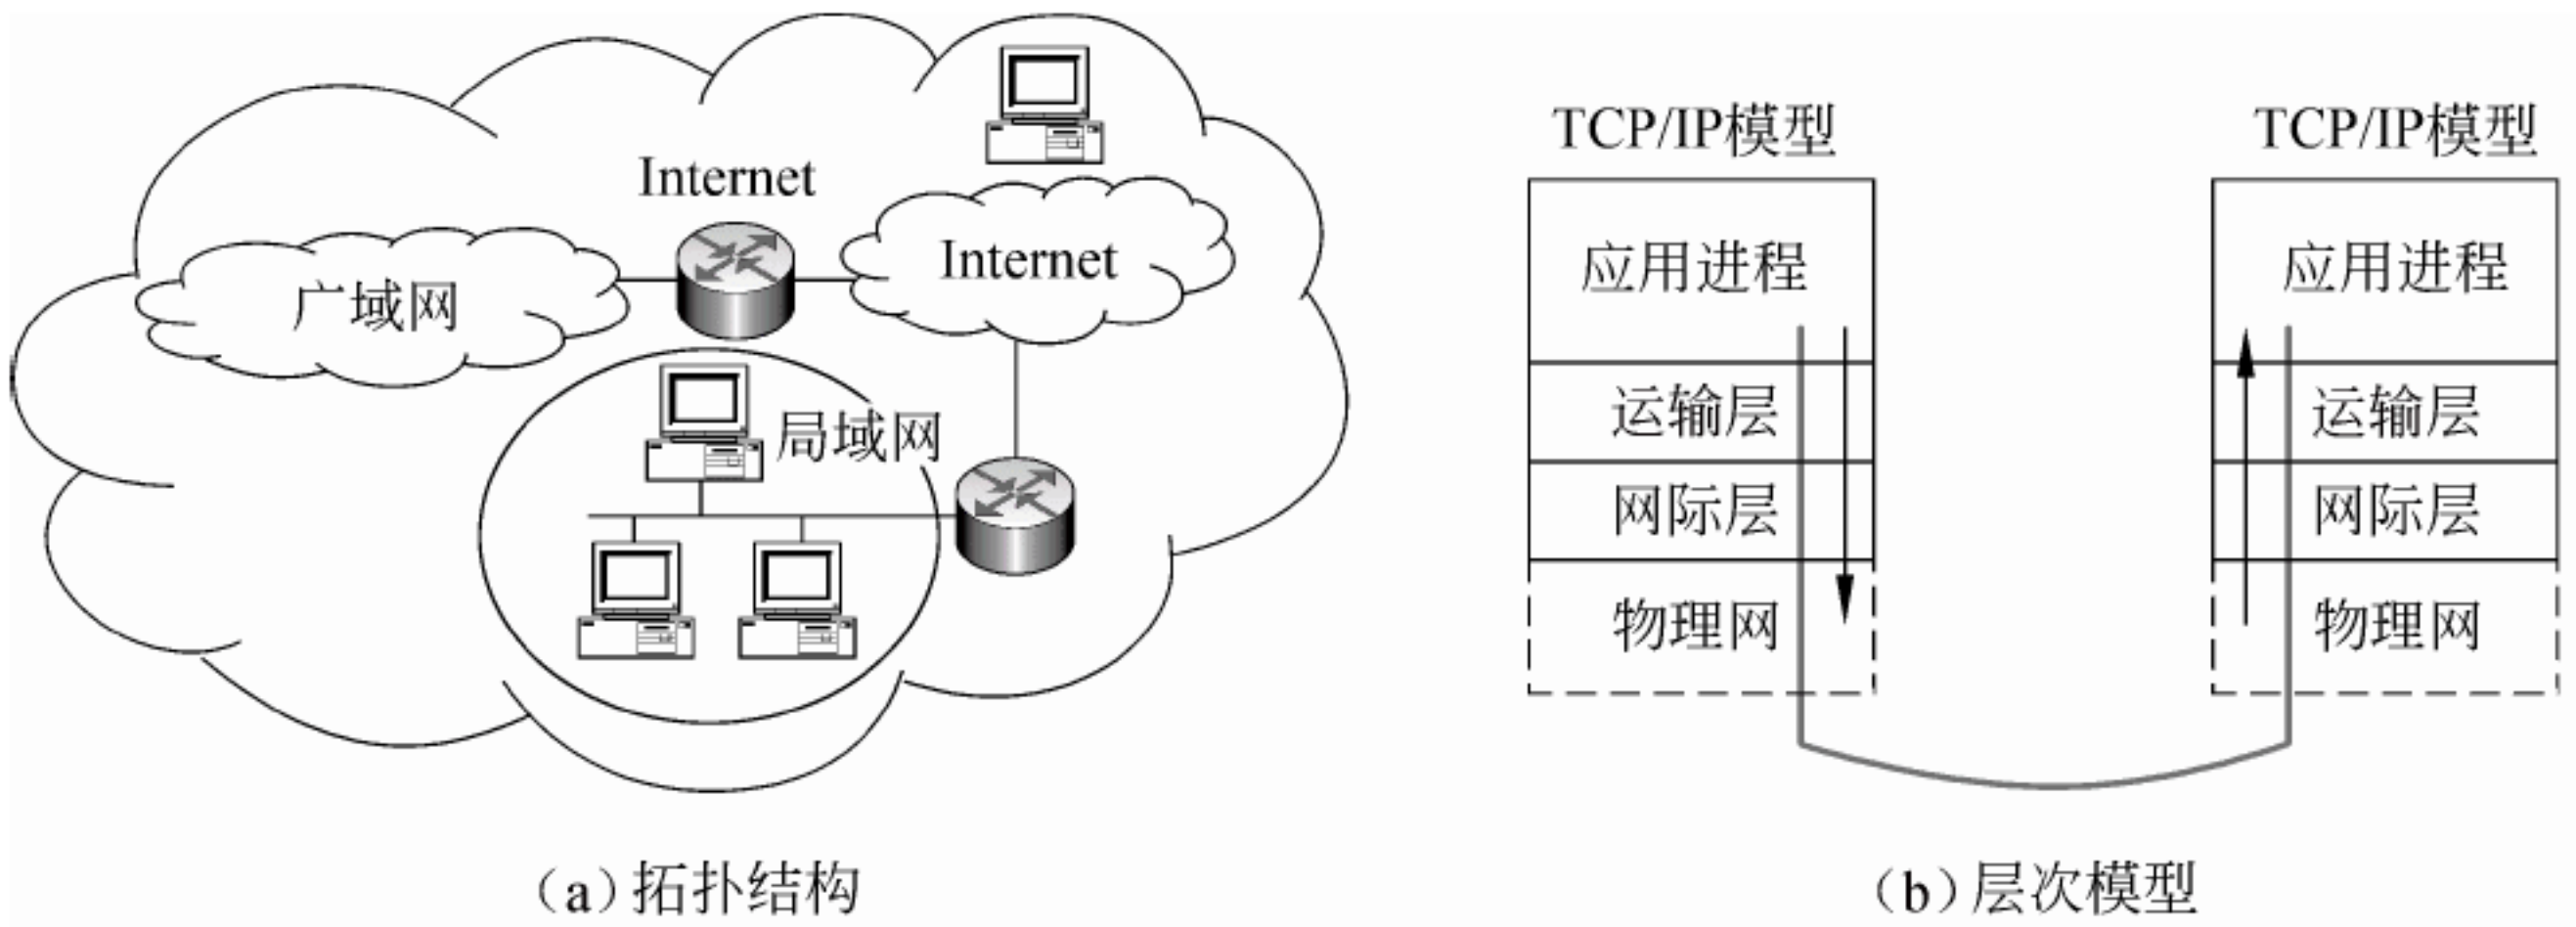 Internet
广域网
Internet
局域网
(a)拓扑结构
TCP/IP模型
应用进程
运输层
网际层
物理网
TCP/IP模型
应用进程
运输层
网际层
物理网
(b)层次模型